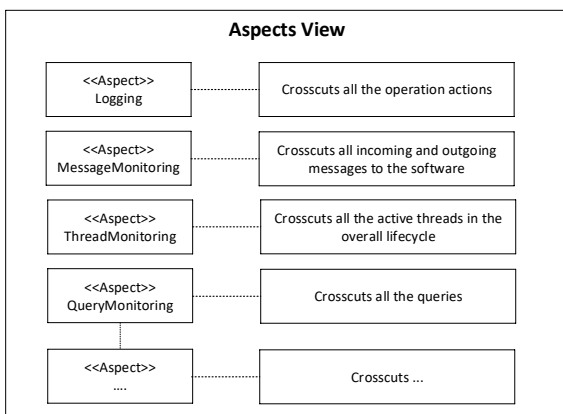 Aspects View
<<Aspect>>
Logging
Crosscuts all the operation actions
<<Aspect>>
MessageMonitoring
Crosscuts all incoming and outgoing
messages to the software
<<Aspect>>
ThreadMonitoring
Crosscuts all the active threads in the
overall lifecycle
<<Aspect>>
QueryMonitoring
Crosscuts all the queries
<<Aspect>>
....
Crosscuts ...